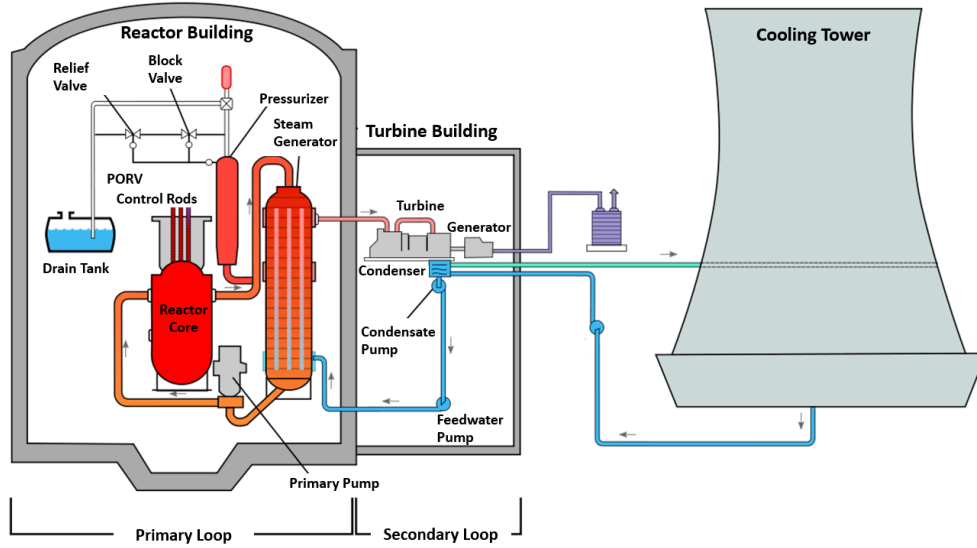 Reactor Building
Cooling Tower
Relief
Valve
Block
Valve
Pressurizer
Steam
Generator
Turbine Building
PORV
Control Rods
Turbine
Generator
Drain Tank
Condenser
Reactor
Core
Condensate
Pump
Feedwater
Pump
Primary Pump
Primary Loop
Secondary Loop